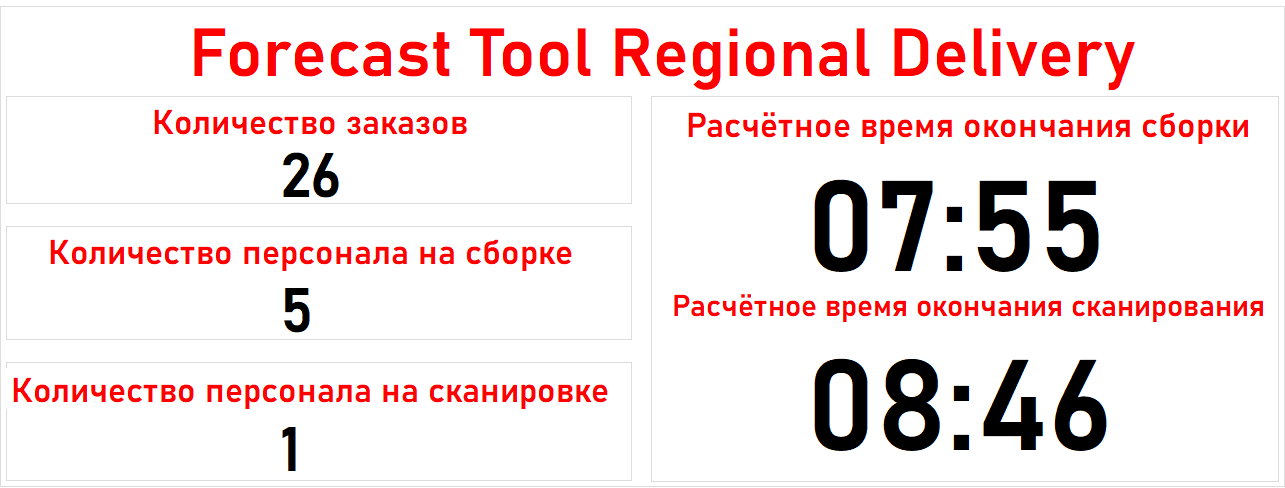 Forecast Tool Regional Delivery
Количество заказов
26
Количество персонала на сборке
5
Количество персонала на сканировке
1
Расчётное время окончания сборки
07:55
Расчётное время окончания сканирования
08:46